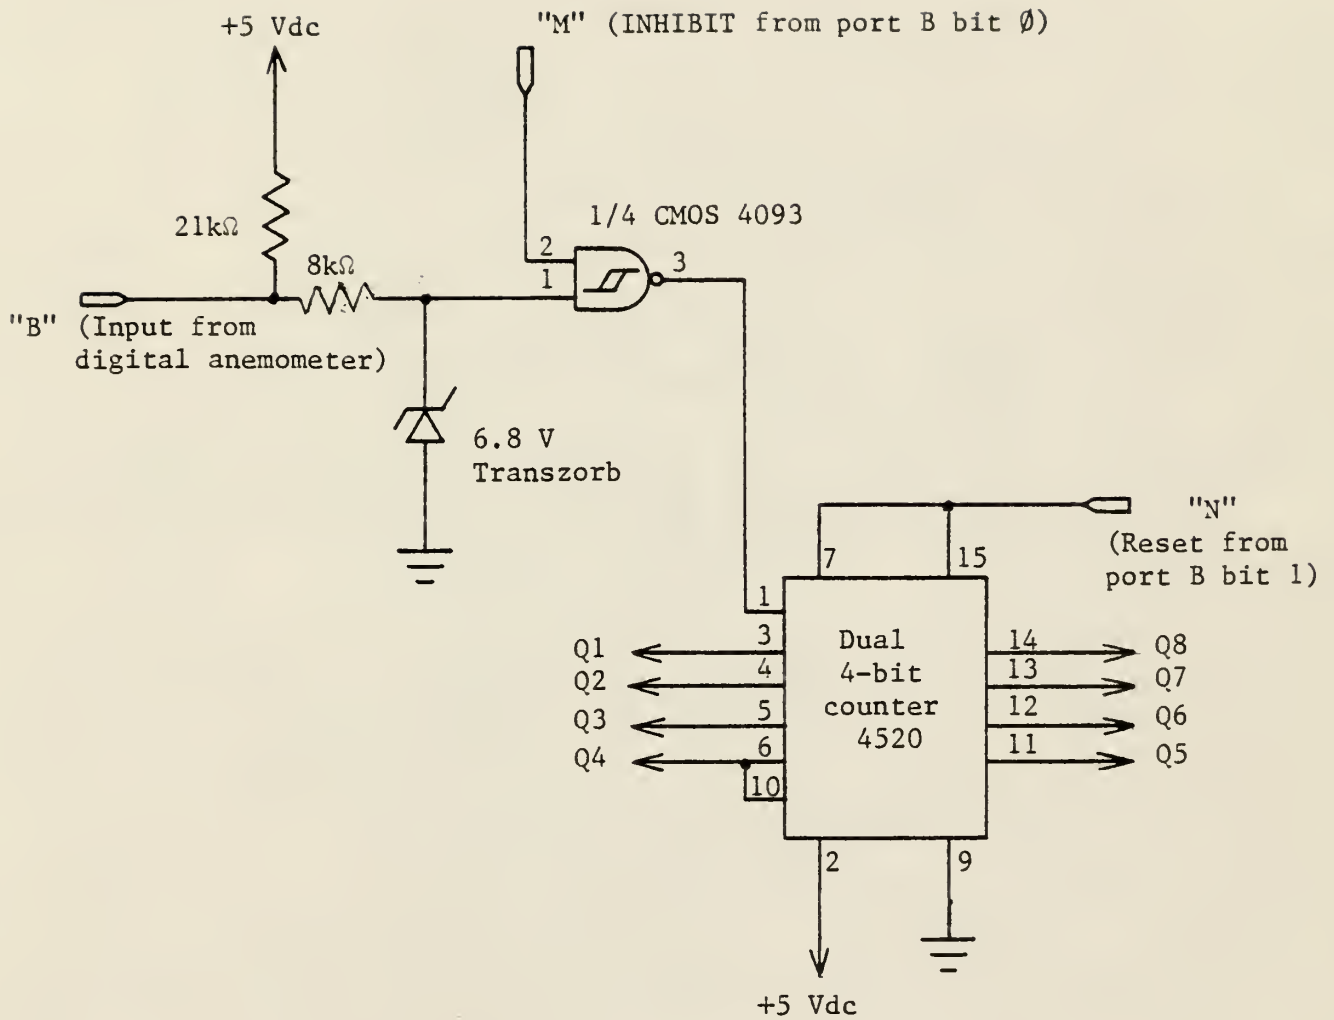 +5 Vdc
"M" (INHIBIT from port B bit Ø)
21kΩ
8kΩ
1/4 CMOS 4093
2
1
3
"B" (Input from
digital anemometer)
6.8 V
Transzorb
"N"
(Reset from
port B bit 1)
7
15
1
3
4
5
6
10
Q1
Q2
Q3
Q4
Dual
4-bit
counter
4520
14
13
12
11
Q8
Q7
Q6
Q5
2
9
+5 Vdc